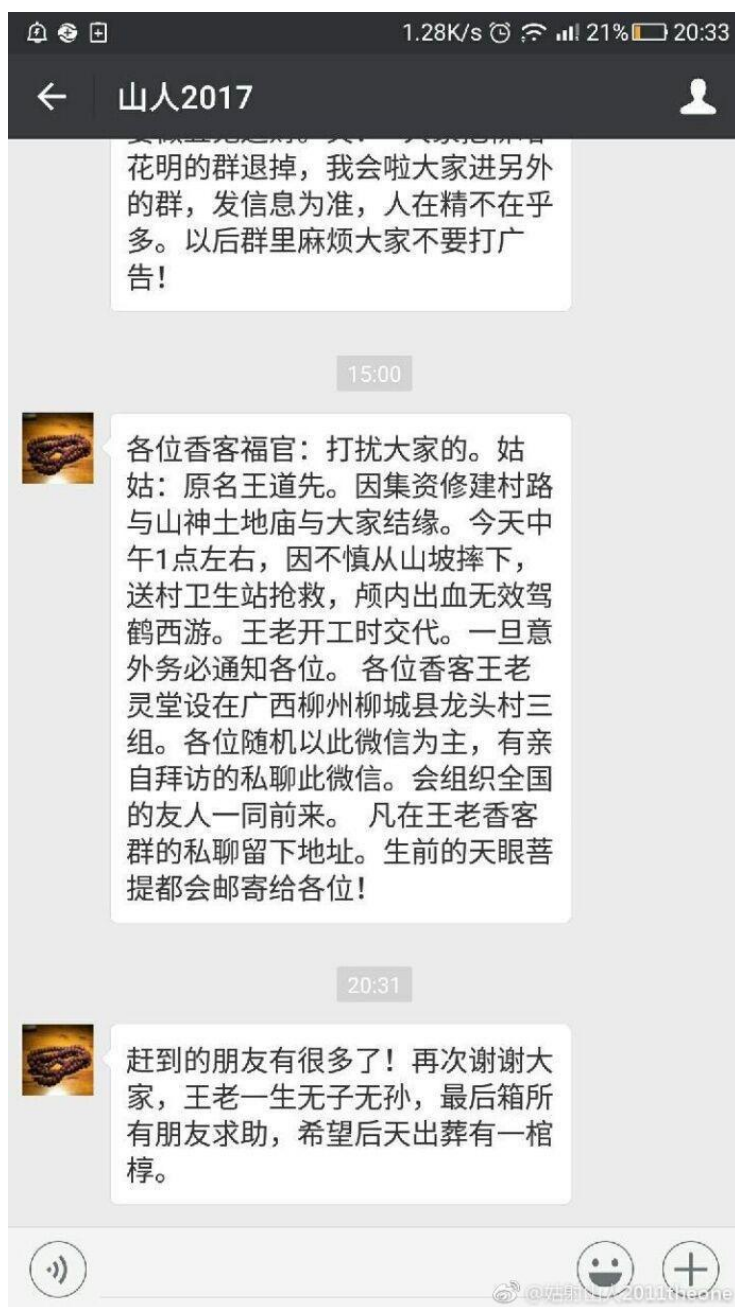 1.28K/s 21% 20:33
山人2017
花明的群退掉，我会啦大家进另外
的群，发信息为准，人在精不在乎
多。以后群里麻烦大家不要打广
告！
15:00
各位香客福官：打扰大家的。姑
姑：原名王道先。因集资修建村路
与山神土地庙与大家结缘。今天中
午1点左右，因不慎从山坡摔下，
送村卫生站抢救，颅内出血无效驾
鹤西游。王老开工时交代。一旦意
外务必通知各位。 各位香客王老
灵堂设在广西柳州柳城县龙头村三
组。各位随机以此微信为主，有亲
自拜访的私聊此微信。会组织全国
的友人一同前来。 凡在王老香客
群的私聊留下地址。生前的天眼菩
提都会邮寄给各位！
20:31
赶到的朋友有很多了！再次谢谢大
家，王老一生无子无孙，最后箱所
有朋友求助，希望后天出葬有一棺
椁。
@姑射山人2011theone